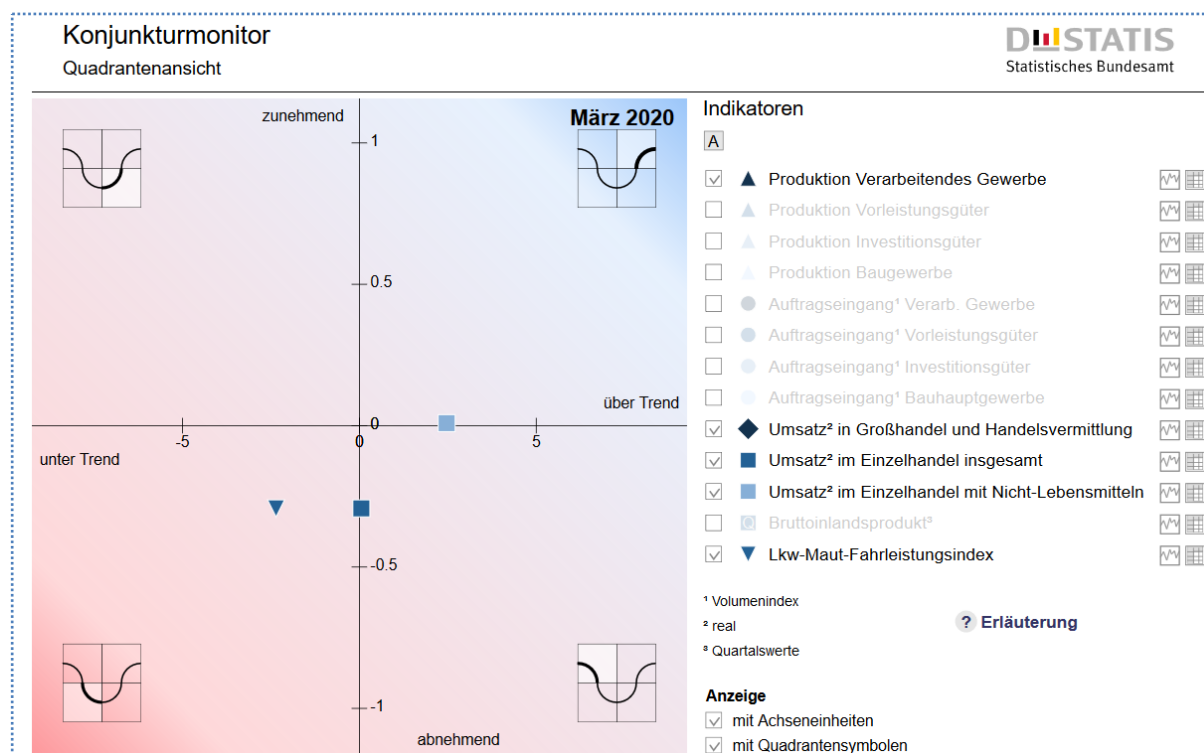 Konjunkturmonitor
Quadrantenansicht
DESTATIS
Statistisches Bundesamt
zunehmend
März 2020
1
0.5
über Trend
0
-5
0
5
unter Trend
-0.5
-1
abnehmend
Indikatoren
A
Produktion Verarbeitendes Gewerbe
Produktion Vorleistungsgüter
Produktion Investitionsgüter
Produktion Baugewerbe
Auftragseingang¹ Verarb. Gewerbe
Auftragseingang¹ Vorleistungsgüter
Auftragseingang¹ Investitionsgüter
Auftragseingang¹ Bauhauptgewerbe
Umsatz² in Großhandel und Handelsvermittlung
Umsatz² im Einzelhandel insgesamt
Umsatz² im Einzelhandel mit Nicht-Lebensmitteln
Q Bruttoinlandsprodukt³
Lkw-Maut-Fahrleistungsindex
¹ Volumenindex
² real
³ Quartalswerte
? Erläuterung
Anzeige
mit Achseneinheiten
mit Quadrantensymbolen